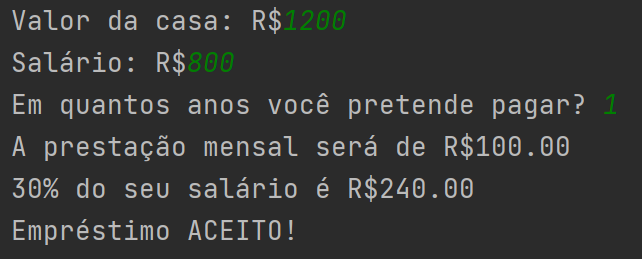 Valor da casa: R$1200
Salário: R$800
Em quantos anos você pretende pagar? 1
A prestação mensal será de R$100.00
30% do seu salário é R$240.00
Empréstimo ACEITO!